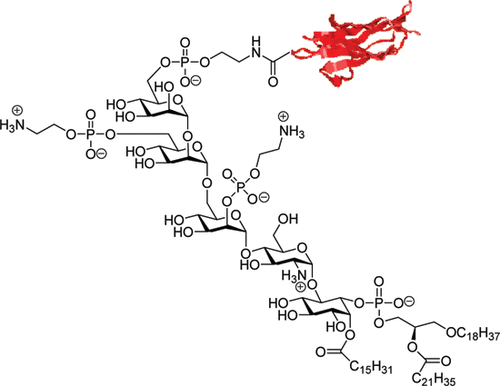 O
O P O H
N
O⊖ O
HO HO O
HO
⊕
H3N O O P O HO O
O⊖ HO O
HO
⊕
NH3
O
O P O
O⊖
O O
HO O OH
HO
O O O
HO H3N
⊕
O
HO O O P O⊖
HO O
HO O OC18H37
O O O
C15H31 C21H35